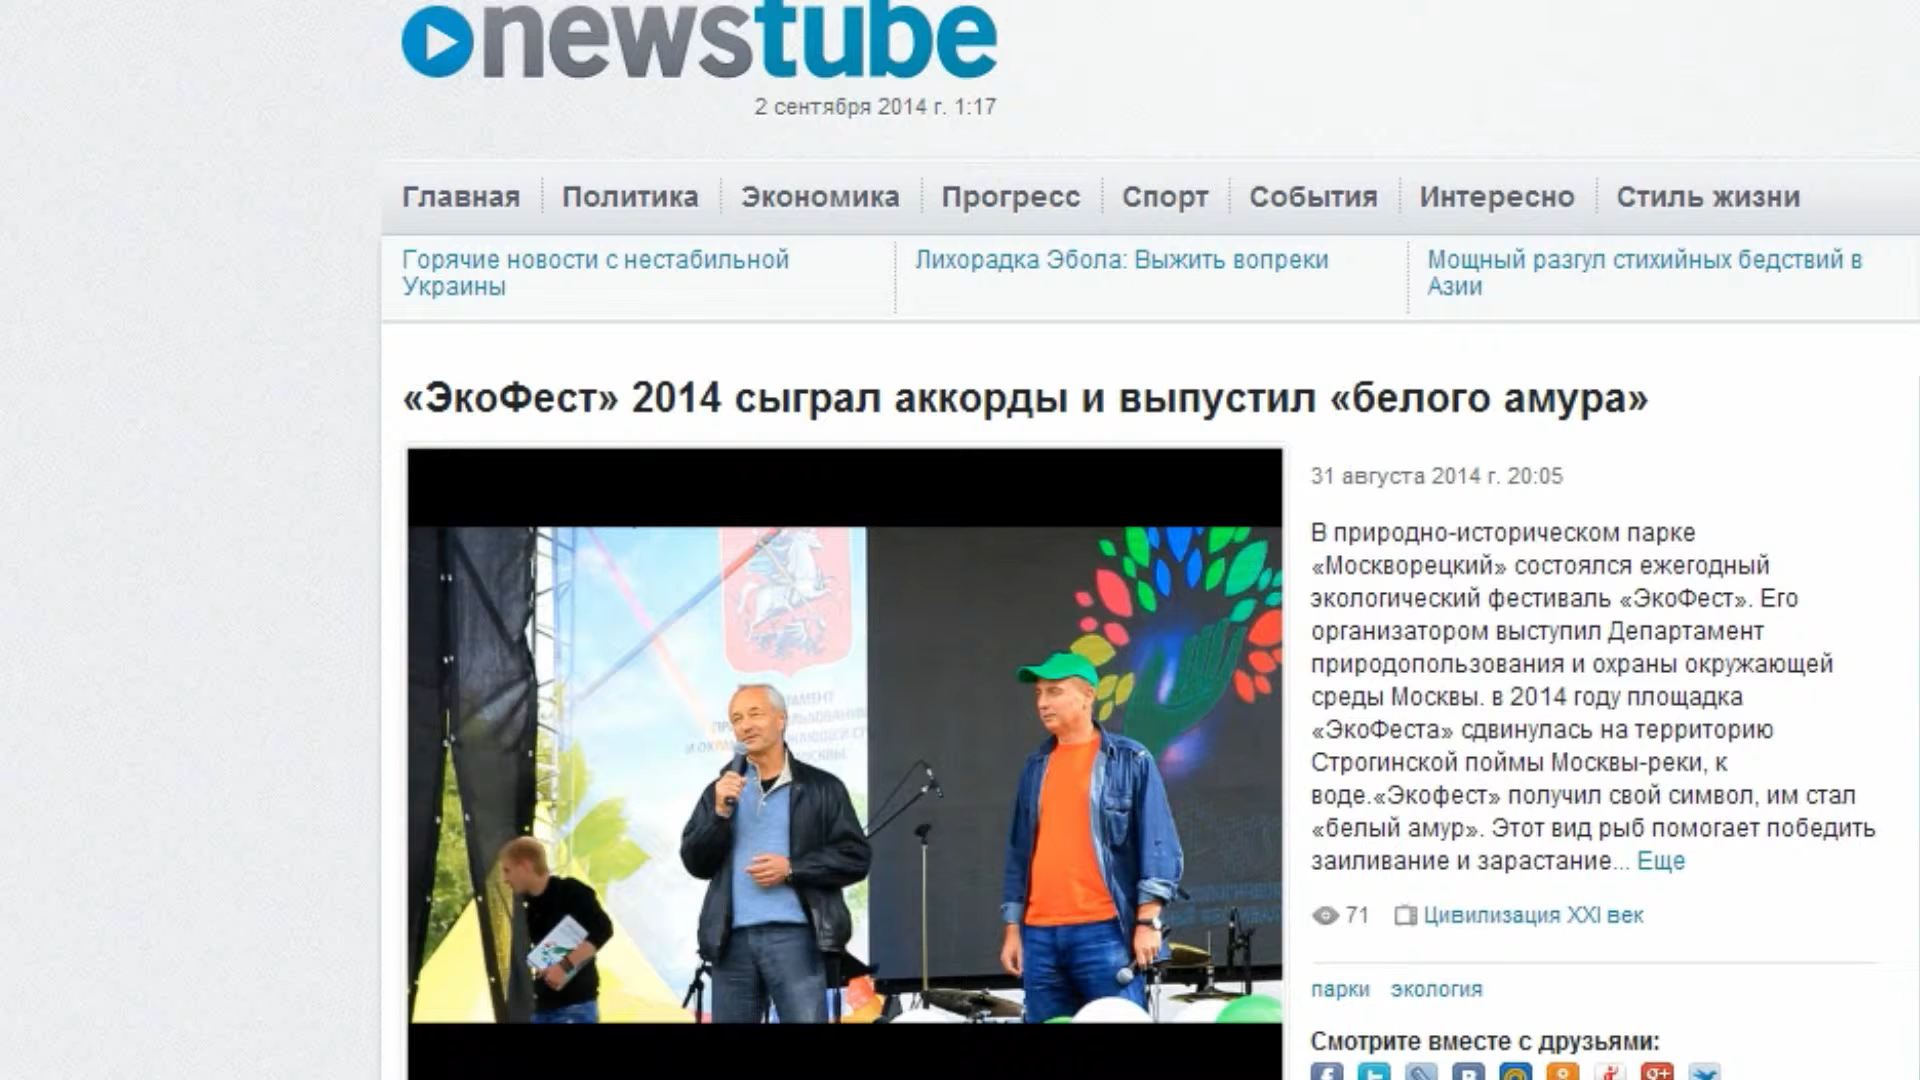 newstube
2 сентября 2014 г. 1:17
Главная Политика Экономика Прогресс Спорт События Интересно Стиль жизни
Горячие новости с нестабильной
Украины
Лихорадка Эбола: Выжить вопреки
Мощный разгул стихийных бедствий в
Азии
«ЭкоФест» 2014 сыграл аккорды и выпустил «белого амура»
31 августа 2014 г. 20:05
В природно-историческом парке
«Москворецкий» состоялся ежегодный
экологический фестиваль «ЭкоФест». Его
организатором выступил Департамент
природопользования и охраны окружающей
среды Москвы. в 2014 году площадка
«ЭкоФеста» сдвинулась на территорию
Строгинской поймы Москвы-реки, к
воде.«Экофест» получил свой символ, им стал
«белый амур». Этот вид рыб помогает победить
заиливание и зарастание... Еще
71 Цивилизация XXI век
парки экология
Смотрите вместе с друзьями: